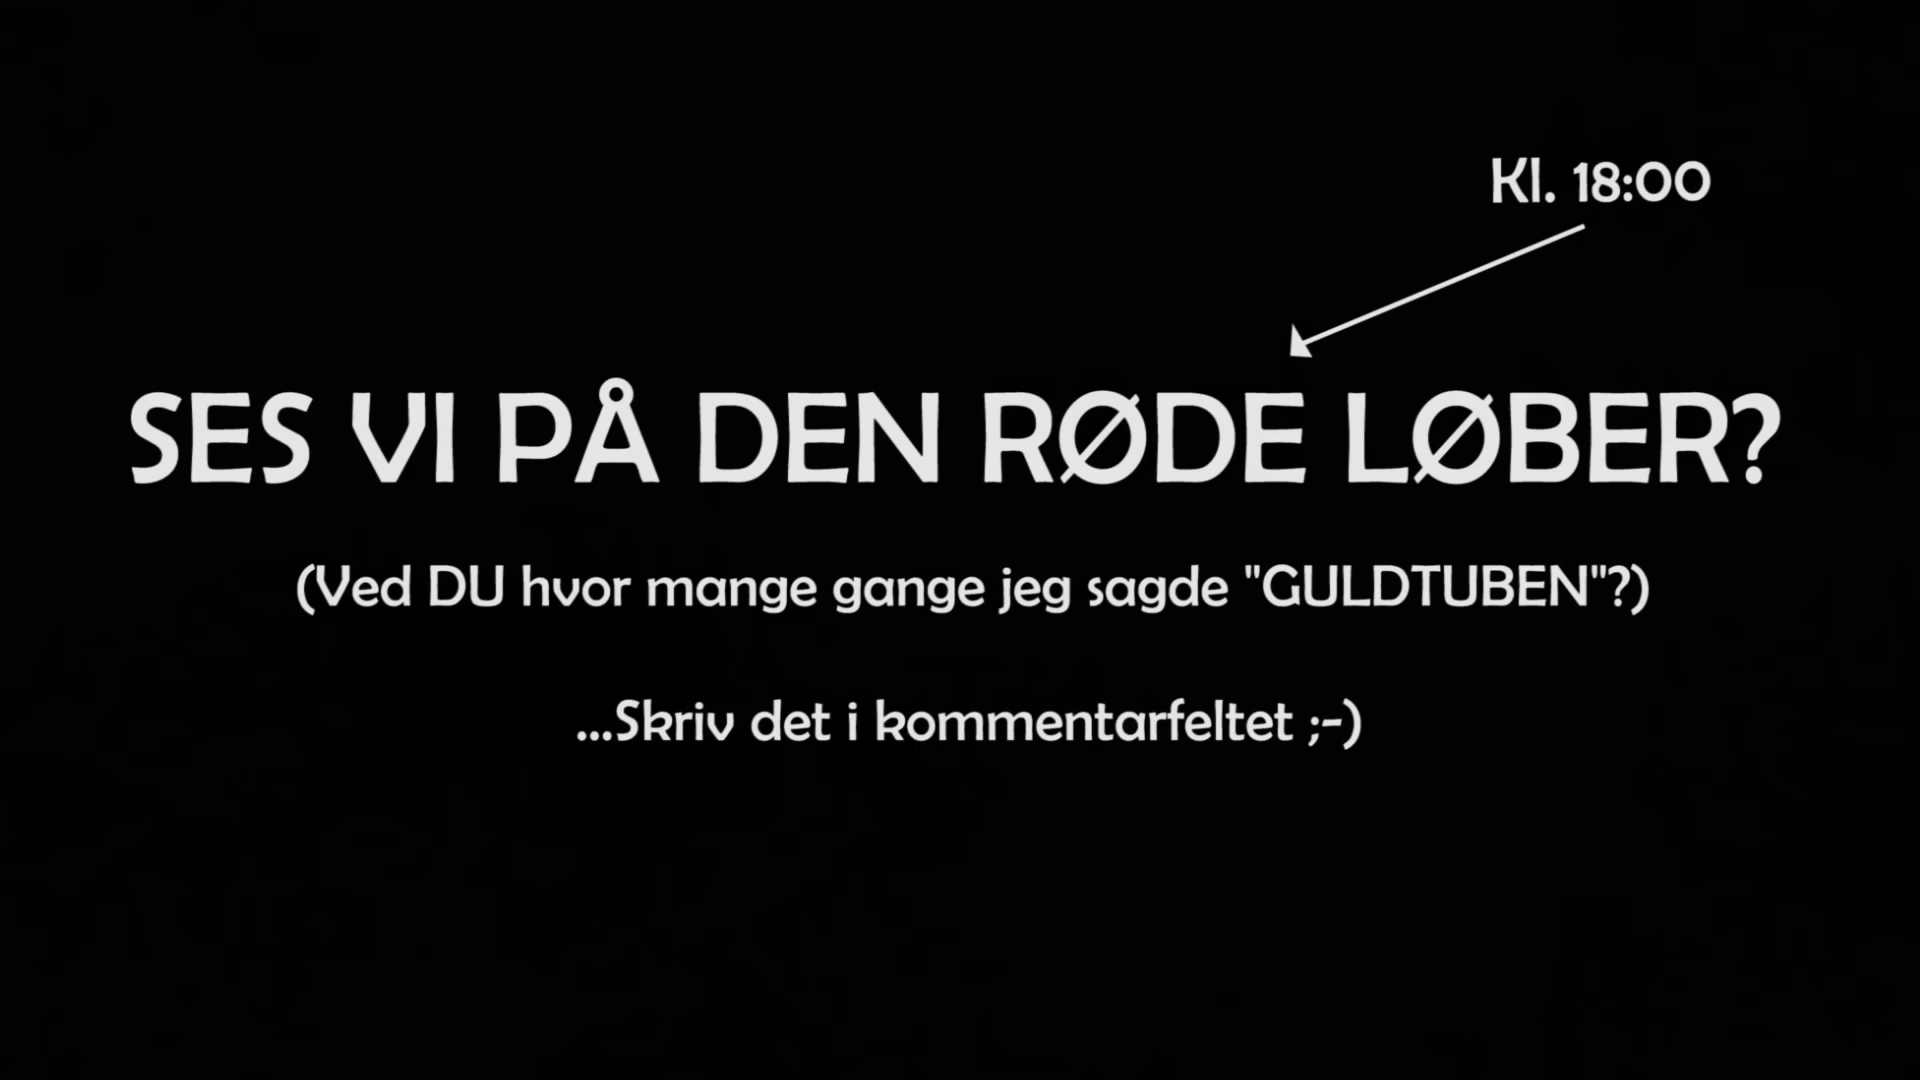 Kl. 18:00
SES VI PÅ DEN RØDE LØBER?
(Ved DU hvor mange gange jeg sagde "GULDTUBEN"?)
...Skriv det i kommentarfeltet ;-)